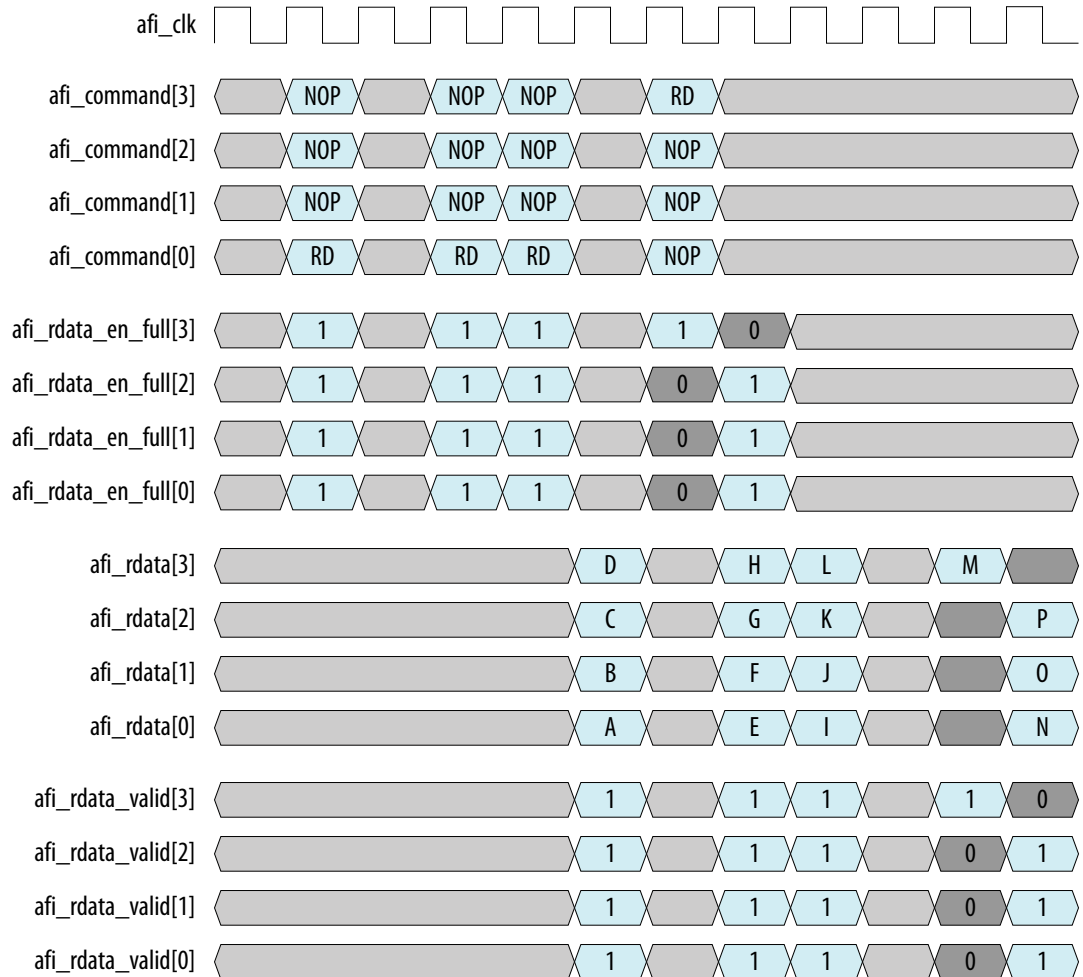 afi_clk
afi_command[3] NOP NOP NOP RD
afi_command[2] NOP NOP NOP NOP
afi_command[1] NOP NOP NOP NOP
afi_command[0] RD RD RD NOP
afi_rdata_en_full[3] 1 1 1 1 0
afi_rdata_en_full[2] 1 1 1 0 1
afi_rdata_en_full[1] 1 1 1 0 1
afi_rdata_en_full[0] 1 1 1 0 1
afi_rdata[3] D H L M
afi_rdata[2] C G K P
afi_rdata[1] B F J O
afi_rdata[0] A E I N
afi_rdata_valid[3] 1 1 1 1 0
afi_rdata_valid[2] 1 1 1 0 1
afi_rdata_valid[1] 1 1 1 0 1
afi_rdata_valid[0] 1 1 1 0 1